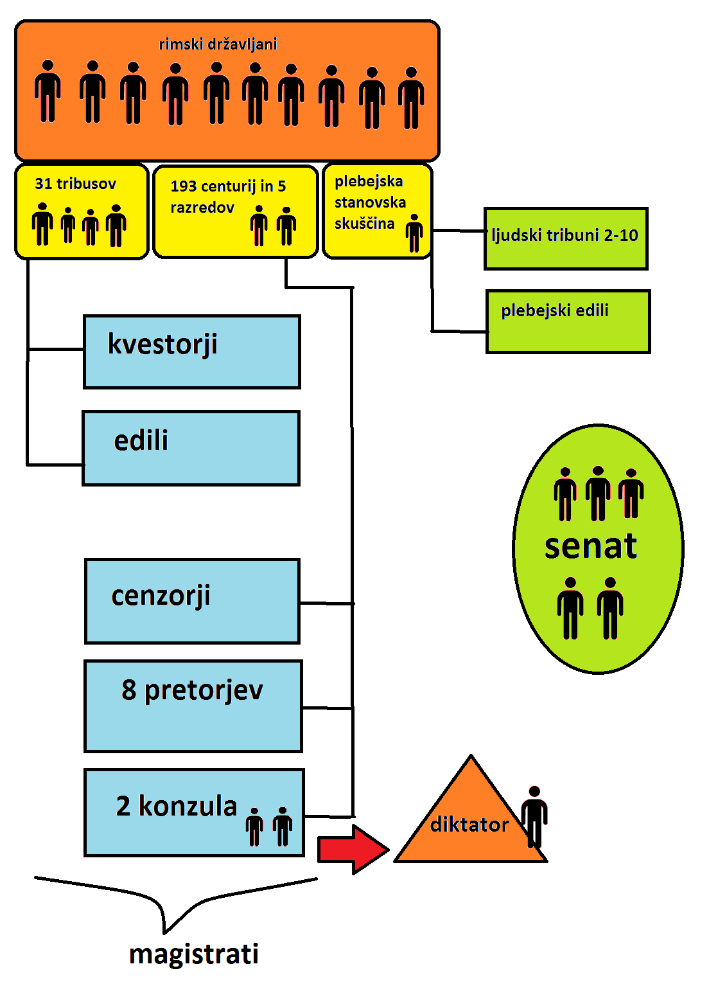 rimski državljani
31 tribusov
193 centurij in 5
razredov
plebejska
stanovska
skuščina
ljudski tribuni 2-10
plebejski edili
kvestorji
edili
senat
cenzorji
8 pretorjev
2 konzula
diktator
magistrati